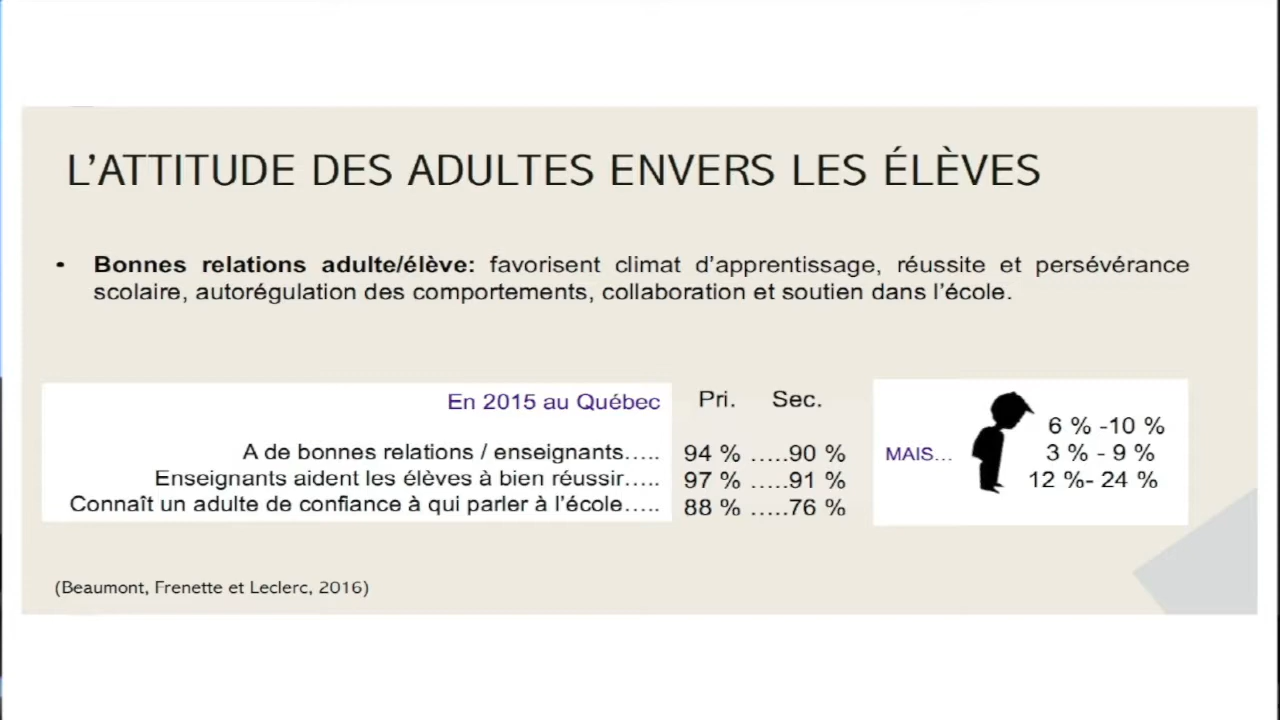 L'ATTITUDE DES ADULTES ENVERS LES ÉLÈVES
• Bonnes relations adulte/élève: favorisent climat d'apprentissage, réussite et persévérance
scolaire, autorégulation des comportements, collaboration et soutien dans l'école.
En 2015 au Québec Pri. Sec.
A de bonnes relations / enseignants….. 94 % …..90 % 6 % -10 %
Enseignants aident les élèves à bien réussir….. 97 % …..91 % MAIS… 3 % - 9 %
Connaît un adulte de confiance à qui parler à l'école….. 88 % …..76 % 12 %- 24 %
(Beaumont, Frenette et Leclerc, 2016)